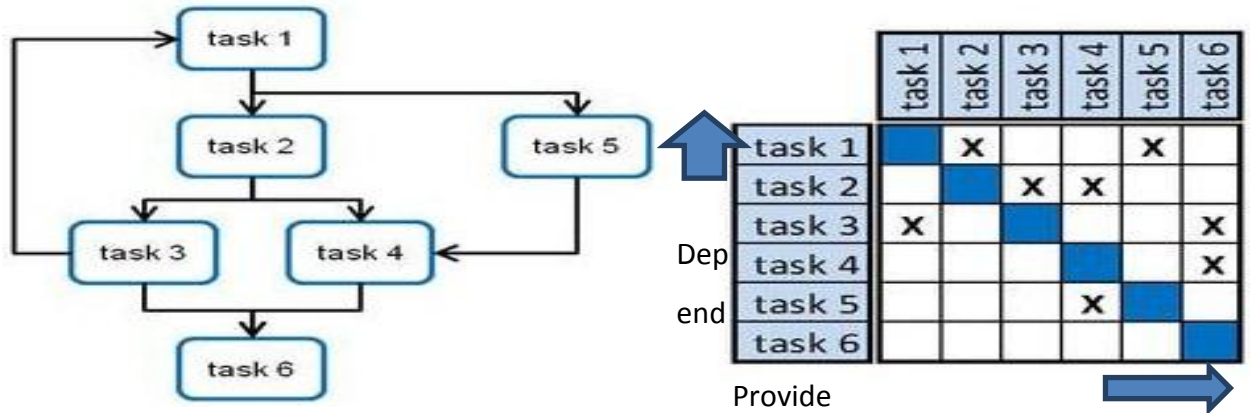 task 1
task 2
task 5
task 3
task 4
task 6
task 1 task 2 task 3 task 4 task 5 task 6
task 1 x x
task 2 x x
task 3 x x
task 4 x
task 5 x
task 6
Dep
end
Provide